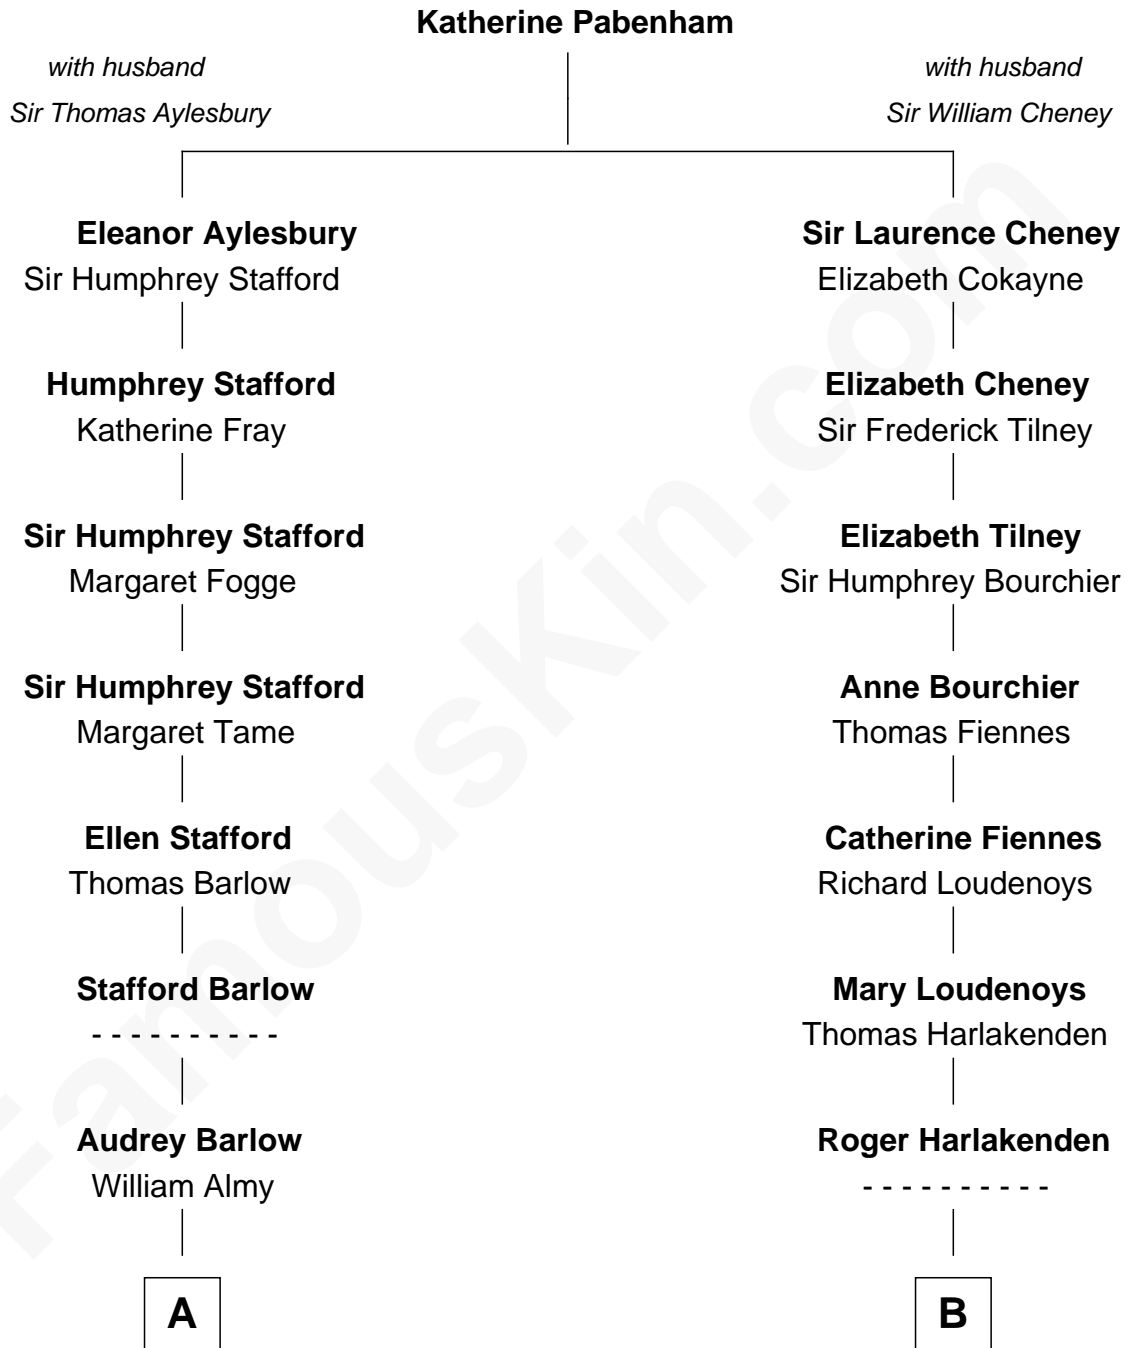 Katherine Pabenham
with husband
Sir Thomas Aylesbury
with husband
Sir William Cheney
Eleanor Aylesbury
Sir Humphrey Stafford
Sir Laurence Cheney
Elizabeth Cokayne
Humphrey Stafford
Katherine Fray
Elizabeth Cheney
Sir Frederick Tilney
Sir Humphrey Stafford
Margaret Fogge
Elizabeth Tilney
Sir Humphrey Bourchier
Sir Humphrey Stafford
Margaret Tame
Anne Bourchier
Thomas Fiennes
Ellen Stafford
Thomas Barlow
Catherine Fiennes
Richard Loudenoys
Stafford Barlow
- - - - - - - - - -
Mary Loudenoys
Thomas Harlakenden
Audrey Barlow
William Almy
Roger Harlakenden
- - - - - - - - - -
A
B
FamousKin.com